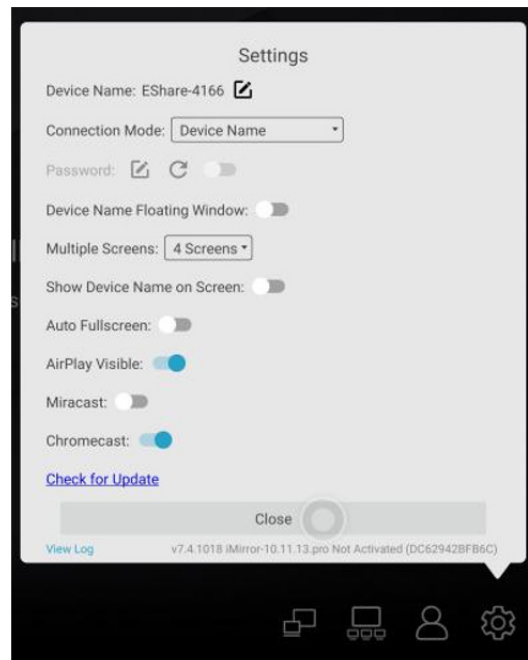 Settings
Device Name: EShare-4166
Connection Mode: Device Name
Password:
Device Name Floating Window:
Multiple Screens: 4 Screens
Show Device Name on Screen:
Auto Fullscreen:
AirPlay Visible:
Miracast:
Chromecast:
Check for Update
Close
View Log v7.4.1018 iMirror-10.11.13.pro Not Activated (DC62942BFB6C)